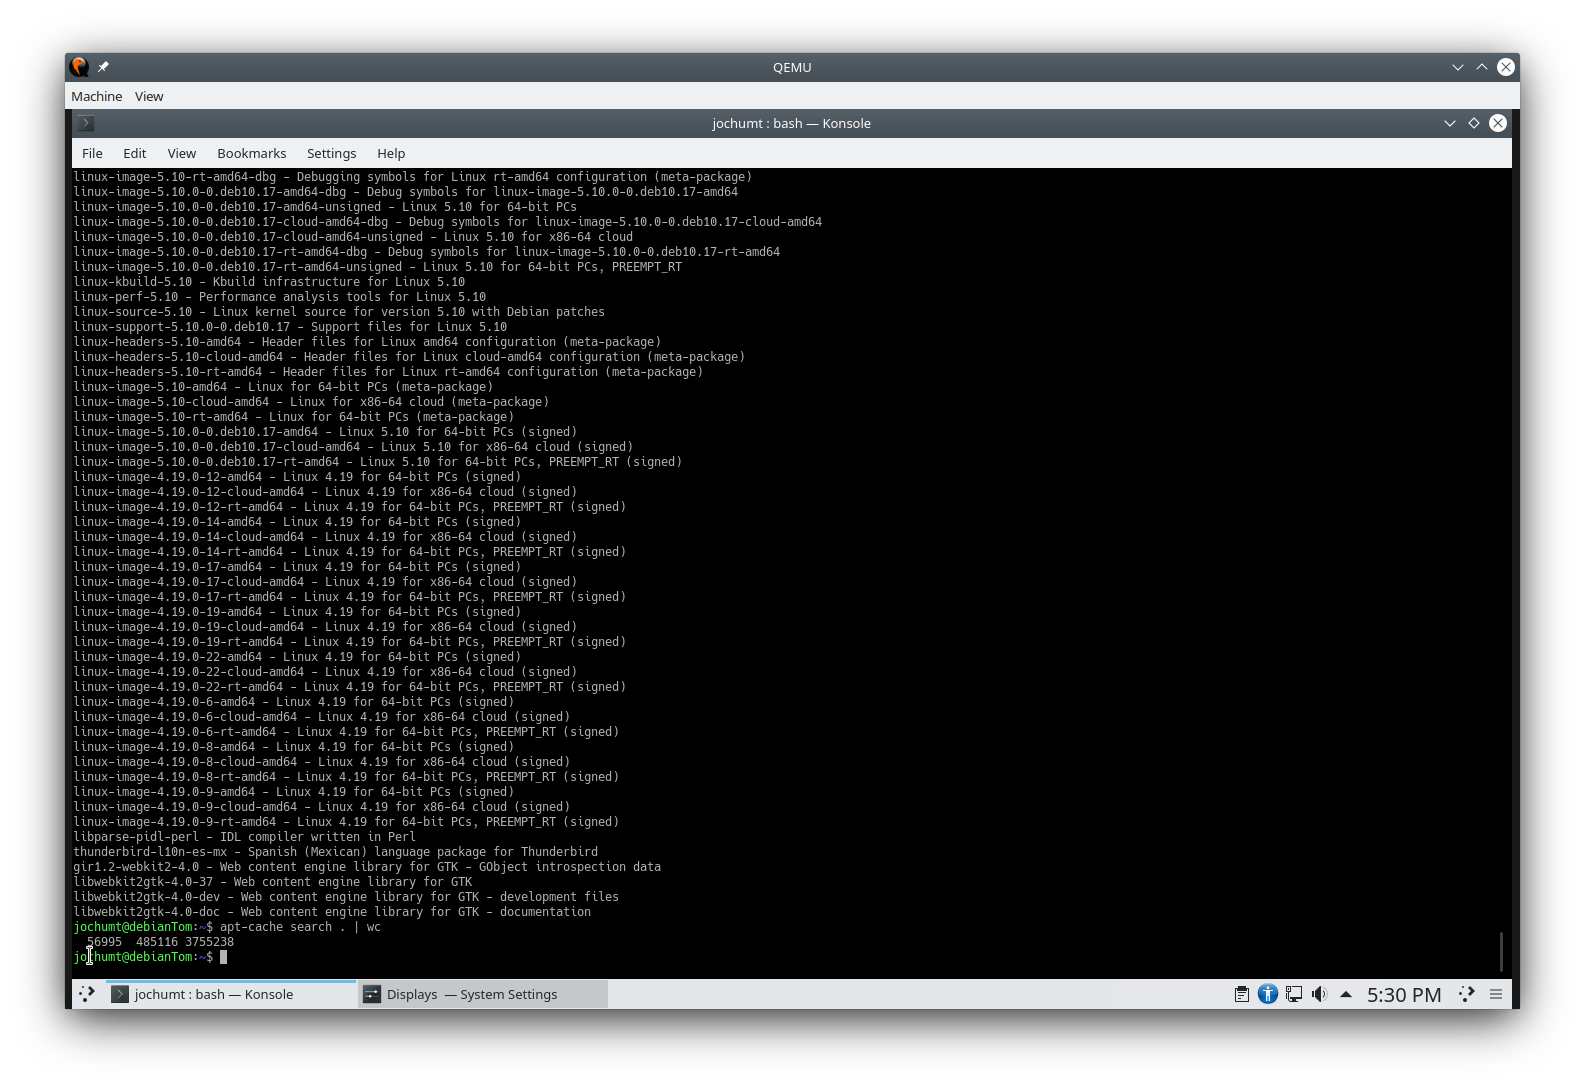 QEMU
Machine View
jochumt : bash — Konsole
File Edit View Bookmarks Settings Help
linux-image-5.10-rt-amd64-dbg - Debugging symbols for Linux rt-amd64 configuration (meta-package)
linux-image-5.10.0-0.deb10.17-amd64-dbg - Debug symbols for linux-image-5.10.0-0.deb10.17-amd64
linux-image-5.10.0-0.deb10.17-amd64-unsigned - Linux 5.10 for 64-bit PCs
linux-image-5.10.0-0.deb10.17-cloud-amd64-dbg - Debug symbols for linux-image-5.10.0-0.deb10.17-cloud-amd64
linux-image-5.10.0-0.deb10.17-cloud-amd64-unsigned - Linux 5.10 for x86-64 cloud
linux-image-5.10.0-0.deb10.17-rt-amd64-dbg - Debug symbols for linux-image-5.10.0-0.deb10.17-rt-amd64
linux-image-5.10.0-0.deb10.17-rt-amd64-unsigned - Linux 5.10 for 64-bit PCs, PREEMPT_RT
linux-kbuild-5.10 - Kbuild infrastructure for Linux 5.10
linux-perf-5.10 - Performance analysis tools for Linux 5.10
linux-source-5.10 - Linux kernel source for version 5.10 with Debian patches
linux-support-5.10.0-0.deb10.17 - Support files for Linux 5.10
linux-headers-5.10-amd64 - Header files for Linux amd64 configuration (meta-package)
linux-headers-5.10-cloud-amd64 - Header files for Linux cloud-amd64 configuration (meta-package)
linux-headers-5.10-rt-amd64 - Header files for Linux rt-amd64 configuration (meta-package)
linux-image-5.10-amd64 - Linux for 64-bit PCs (meta-package)
linux-image-5.10-cloud-amd64 - Linux for x86-64 cloud (meta-package)
linux-image-5.10-rt-amd64 - Linux for 64-bit PCs (meta-package)
linux-image-5.10.0-0.deb10.17-amd64 - Linux 5.10 for 64-bit PCs (signed)
linux-image-5.10.0-0.deb10.17-cloud-amd64 - Linux 5.10 for x86-64 cloud (signed)
linux-image-5.10.0-0.deb10.17-rt-amd64 - Linux 5.10 for 64-bit PCs, PREEMPT_RT (signed)
linux-image-4.19.0-12-amd64 - Linux 4.19 for 64-bit PCs (signed)
linux-image-4.19.0-12-cloud-amd64 - Linux 4.19 for x86-64 cloud (signed)
linux-image-4.19.0-12-rt-amd64 - Linux 4.19 for 64-bit PCs, PREEMPT_RT (signed)
linux-image-4.19.0-14-amd64 - Linux 4.19 for 64-bit PCs (signed)
linux-image-4.19.0-14-cloud-amd64 - Linux 4.19 for x86-64 cloud (signed)
linux-image-4.19.0-14-rt-amd64 - Linux 4.19 for 64-bit PCs, PREEMPT_RT (signed)
linux-image-4.19.0-17-amd64 - Linux 4.19 for 64-bit PCs (signed)
linux-image-4.19.0-17-cloud-amd64 - Linux 4.19 for x86-64 cloud (signed)
linux-image-4.19.0-17-rt-amd64 - Linux 4.19 for 64-bit PCs, PREEMPT_RT (signed)
linux-image-4.19.0-19-amd64 - Linux 4.19 for 64-bit PCs (signed)
linux-image-4.19.0-19-cloud-amd64 - Linux 4.19 for x86-64 cloud (signed)
linux-image-4.19.0-19-rt-amd64 - Linux 4.19 for 64-bit PCs, PREEMPT_RT (signed)
linux-image-4.19.0-22-amd64 - Linux 4.19 for 64-bit PCs (signed)
linux-image-4.19.0-22-cloud-amd64 - Linux 4.19 for x86-64 cloud (signed)
linux-image-4.19.0-22-rt-amd64 - Linux 4.19 for 64-bit PCs, PREEMPT_RT (signed)
linux-image-4.19.0-6-amd64 - Linux 4.19 for 64-bit PCs (signed)
linux-image-4.19.0-6-cloud-amd64 - Linux 4.19 for x86-64 cloud (signed)
linux-image-4.19.0-6-rt-amd64 - Linux 4.19 for 64-bit PCs, PREEMPT_RT (signed)
linux-image-4.19.0-8-amd64 - Linux 4.19 for 64-bit PCs (signed)
linux-image-4.19.0-8-cloud-amd64 - Linux 4.19 for x86-64 cloud (signed)
linux-image-4.19.0-8-rt-amd64 - Linux 4.19 for 64-bit PCs, PREEMPT_RT (signed)
linux-image-4.19.0-9-amd64 - Linux 4.19 for 64-bit PCs (signed)
linux-image-4.19.0-9-cloud-amd64 - Linux 4.19 for x86-64 cloud (signed)
linux-image-4.19.0-9-rt-amd64 - Linux 4.19 for 64-bit PCs, PREEMPT_RT (signed)
libparse-pidl-perl - IDL compiler written in Perl
thunderbird-l10n-es-mx - Spanish (Mexican) language package for Thunderbird
gir1.2-webkit2-4.0 - Web content engine library for GTK - GObject introspection data
libwebkit2gtk-4.0-37 - Web content engine library for GTK
libwebkit2gtk-4.0-dev - Web content engine library for GTK - development files
libwebkit2gtk-4.0-doc - Web content engine library for GTK - documentation
jochumt@debianTom:~$ apt-cache search . | wc
56995 485116 3755238
jochumt@debianTom:~$
jochumt : bash — Konsole Displays — System Settings 5:30 PM